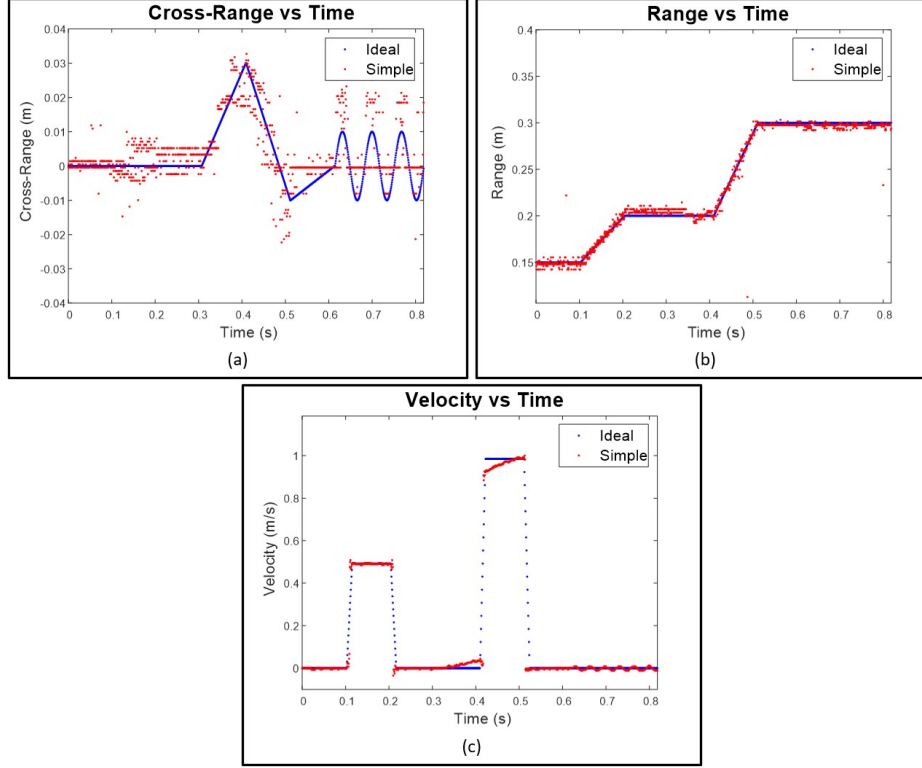 Cross-Range vs Time
0.04
0.03
0.02
0.01
0
-0.01
-0.02
-0.03
-0.04
Cross-Range (m)
Ideal
Simple
0 0.1 0.2 0.3 0.4 0.5 0.6 0.7 0.8
Time (s)
(a)
Range vs Time
0.4
0.35
0.3
0.25
0.2
0.15
Range (m)
Ideal
Simple
0 0.1 0.2 0.3 0.4 0.5 0.6 0.7 0.8
Time (s)
(b)
Velocity vs Time
1
0.8
0.6
0.4
0.2
0
Velocity (m/s)
Ideal
Simple
0 0.1 0.2 0.3 0.4 0.5 0.6 0.7 0.8
Time (s)
(c)